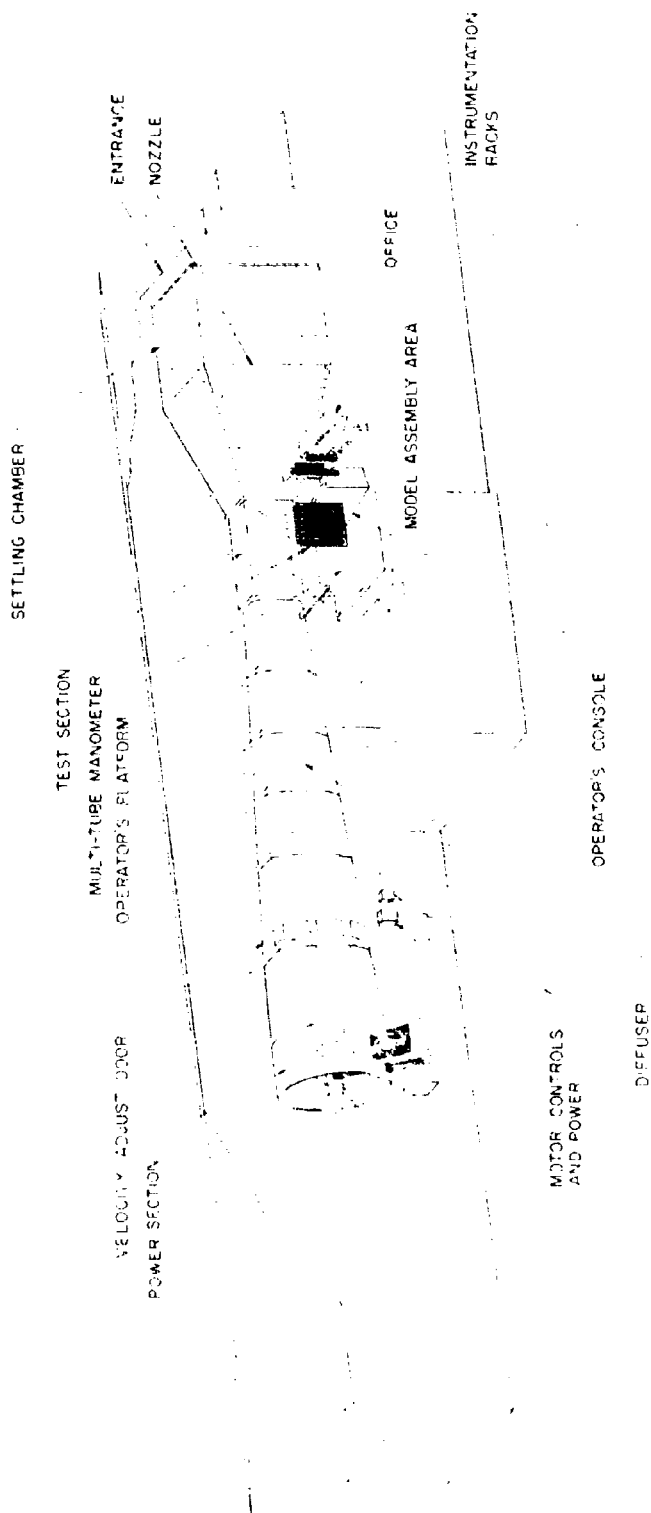 SETTLING CHAMBER
TEST SECTION
MULTI-TUBE MANOMETER
OPERATOR'S PLATFORM
VELOCITY ADJUST DOOR
POWER SECTION
ENTRANCE
NOZZLE
OFFICE
MODEL ASSEMBLY AREA
INSTRUMENTATION
RACKS
OPERATOR'S CONSOLE
MOTOR CONTROLS
AND POWER
DIFFUSER